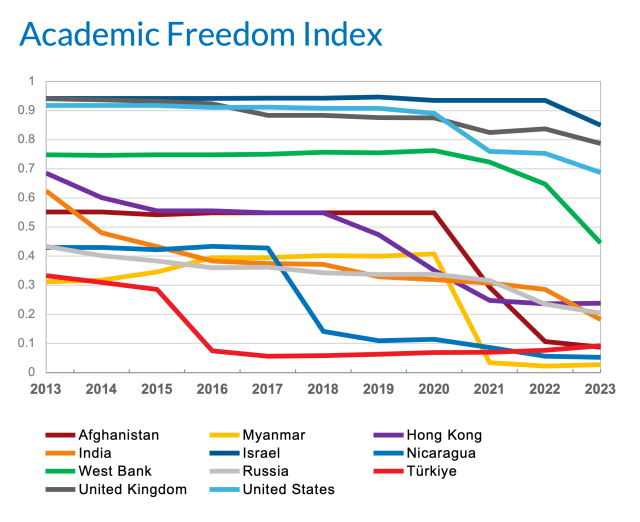 Academic Freedom Index
1
0.9
0.8
0.7
0.6
0.5
0.4
0.3
0.2
0.1
0
2013 2014 2015 2016 2017 2018 2019 2020 2021 2022 2023
Afghanistan Myanmar Hong Kong
India Israel Nicaragua
West Bank Russia Türkiye
United Kingdom United States